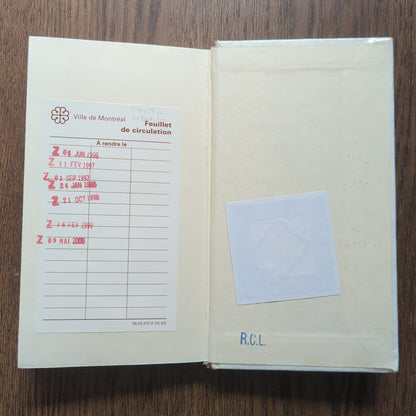 Ville de Montréal
Feuillet
de circulation
À rendre le
Z 06 JUIN 1996
Z 11 FEV 1997
Z 03 SEP 1997
Z 24 JAN 1998
Z 21 OCT 1998
Z 16 FEV 1999
Z 09 MAI 2008
R.C.L.